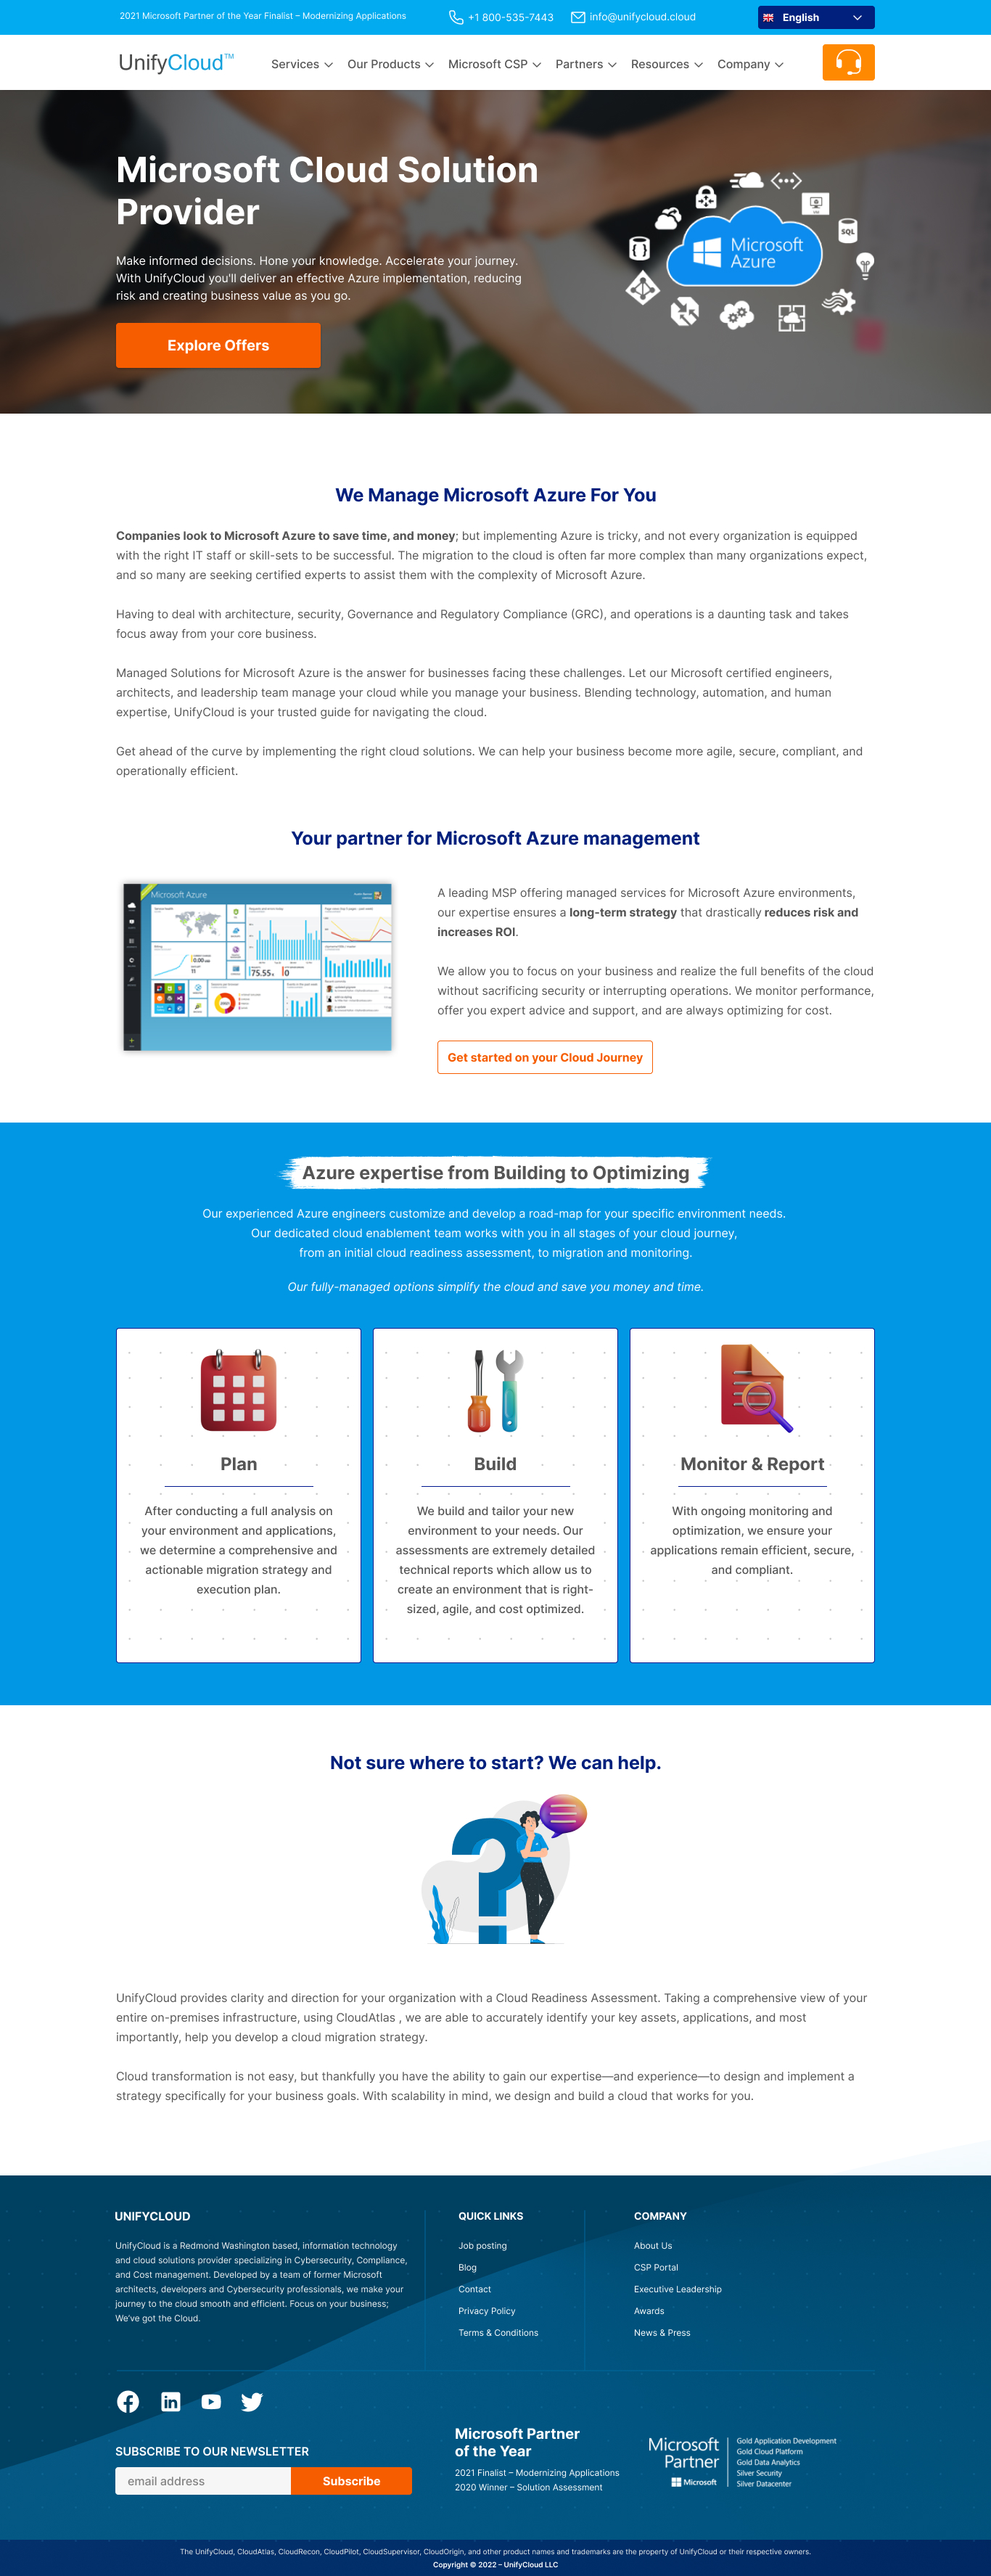 2021 Microsoft Partner of the Year Finalist – Modernizing Applications
+1 800-535-7443
info@unifycloud.cloud
English
UnifyCloud™
Services
Our Products
Microsoft CSP
Partners
Resources
Company
Microsoft Cloud Solution
Provider
Make informed decisions. Hone your knowledge. Accelerate your journey.
With UnifyCloud you'll deliver an effective Azure implementation, reducing
risk and creating business value as you go.
Explore Offers
SQL
Microsoft
Azure
We Manage Microsoft Azure For You
Companies look to Microsoft Azure to save time, and money; but implementing Azure is tricky, and not every organization is equipped
with the right IT staff or skill-sets to be successful. The migration to the cloud is often far more complex than many organizations expect,
and so many are seeking certified experts to assist them with the complexity of Microsoft Azure.
Having to deal with architecture, security, Governance and Regulatory Compliance (GRC), and operations is a daunting task and takes
focus away from your core business.
Managed Solutions for Microsoft Azure is the answer for businesses facing these challenges. Let our Microsoft certified engineers,
architects, and leadership team manage your cloud while you manage your business. Blending technology, automation, and human
expertise, UnifyCloud is your trusted guide for navigating the cloud.
Get ahead of the curve by implementing the right cloud solutions. We can help your business become more agile, secure, compliant, and
operationally efficient.
Your partner for Microsoft Azure management
Microsoft Azure
0.00
11
75.55
0
A leading MSP offering managed services for Microsoft Azure environments,
our expertise ensures a long-term strategy that drastically reduces risk and
increases ROI.
We allow you to focus on your business and realize the full benefits of the cloud
without sacrificing security or interrupting operations. We monitor performance,
offer you expert advice and support, and are always optimizing for cost.
Get started on your Cloud Journey
Azure expertise from Building to Optimizing
Our experienced Azure engineers customize and develop a road-map for your specific environment needs.
Our dedicated cloud enablement team works with you in all stages of your cloud journey,
from an initial cloud readiness assessment, to migration and monitoring.
Our fully-managed options simplify the cloud and save you money and time.
Plan
After conducting a full analysis on
your environment and applications,
we determine a comprehensive and
actionable migration strategy and
execution plan.
Build
We build and tailor your new
environment to your needs. Our
assessments are extremely detailed
technical reports which allow us to
create an environment that is right-
sized, agile, and cost optimized.
Monitor & Report
With ongoing monitoring and
optimization, we ensure your
applications remain efficient, secure,
and compliant.
Not sure where to start? We can help.
?
UnifyCloud provides clarity and direction for your organization with a Cloud Readiness Assessment. Taking a comprehensive view of your
entire on-premises infrastructure, using CloudAtlas , we are able to accurately identify your key assets, applications, and most
importantly, help you develop a cloud migration strategy.
Cloud transformation is not easy, but thankfully you have the ability to gain our expertise—and experience—to design and implement a
strategy specifically for your business goals. With scalability in mind, we design and build a cloud that works for you.
UNIFYCLOUD
UnifyCloud is a Redmond Washington based, information technology
and cloud solutions provider specializing in Cybersecurity, Compliance,
and Cost management. Developed by a team of former Microsoft
architects, developers and Cybersecurity professionals, we make your
journey to the cloud smooth and efficient. Focus on your business;
We've got the Cloud.
QUICK LINKS
Job posting
Blog
Contact
Privacy Policy
Terms & Conditions
COMPANY
About Us
CSP Portal
Executive Leadership
Awards
News & Press
SUBSCRIBE TO OUR NEWSLETTER
email address
Subscribe
Microsoft Partner
of the Year
2021 Finalist – Modernizing Applications
2020 Winner – Solution Assessment
Microsoft
Partner
Microsoft
Gold Application Development
Gold Cloud Platform
Gold Data Analytics
Silver Security
Silver Datacenter
The UnifyCloud, CloudAtlas, CloudRecon, CloudPilot, CloudSupervisor, CloudOrigin, and other product names and trademarks are the property of UnifyCloud or their respective owners.
Copyright © 2022 – UnifyCloud LLC